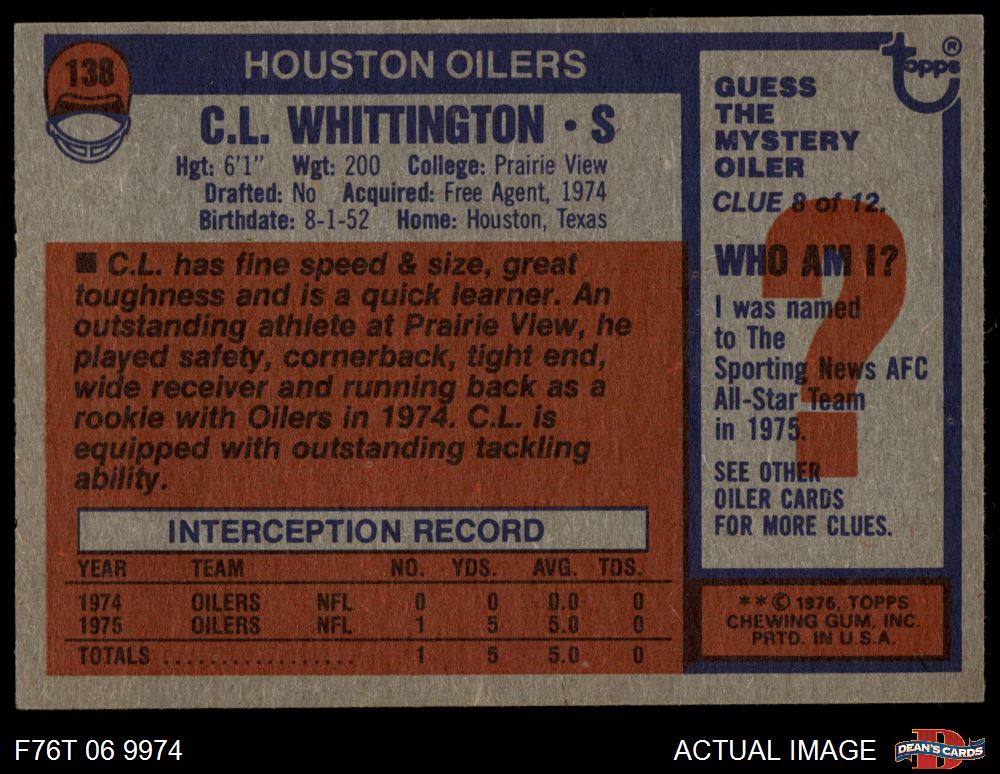 138
HOUSTON OILERS
C.L. WHITTINGTON • S
Hgt: 6'1" Wgt: 200 College: Prairie View
Drafted: No Acquired: Free Agent, 1974
Birthdate: 8-1-52 Home: Houston, Texas
■ C.L. has fine speed & size, great
toughness and is a quick learner. An
outstanding athlete at Prairie View, he
played safety, cornerback, tight end,
wide receiver and running back as a
rookie with Oilers in 1974. C.L. is
equipped with outstanding tackling
ability.
INTERCEPTION RECORD
YEAR TEAM NO. YDS. AVG. TDS.
1974 OILERS NFL 0 0 0.0 0
1975 OILERS NFL 1 5 5.0 0
TOTALS .................. 1 5 5.0 0
topps ®
GUESS
THE
MYSTERY
OILER
CLUE 8 of 12.
?
WHO AM I?
I was named
to The
Sporting News AFC
All-Star Team
in 1975.
SEE OTHER
OILER CARDS
FOR MORE CLUES.
** © 1976, TOPPS
CHEWING GUM, INC.
PRTD. IN U.S.A.
F76T 06 9974
ACTUAL IMAGE
D
DEAN'S CARDS